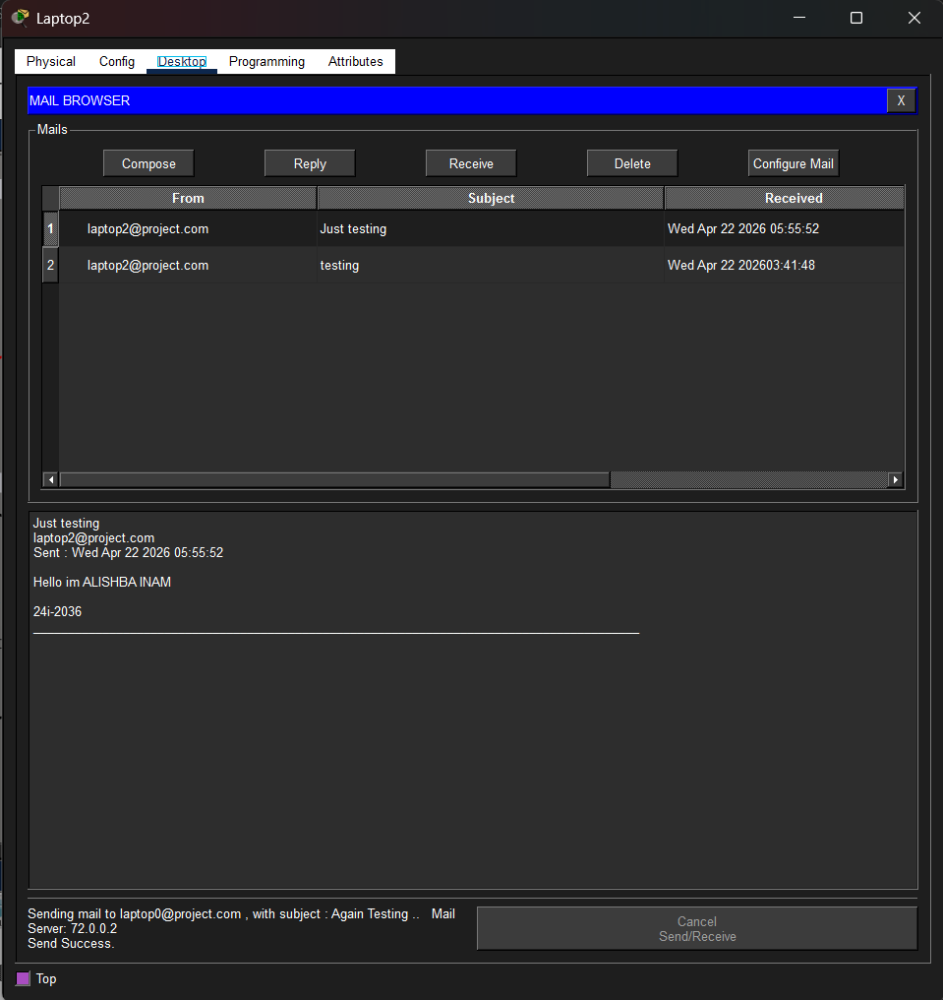 Laptop2
Physical Config Desktop Programming Attributes
MAIL BROWSER X
Mails
Compose Reply Receive Delete Configure Mail
From Subject Received
1 laptop2@project.com Just testing Wed Apr 22 2026 05:55:52
2 laptop2@project.com testing Wed Apr 22 202603:41:48
Just testing
laptop2@project.com
Sent : Wed Apr 22 2026 05:55:52
Hello im ALISHBA INAM
24i-2036
Sending mail to laptop0@project.com , with subject : Again Testing .. Mail
Server: 72.0.0.2
Send Success.
Cancel
Send/Receive
Top